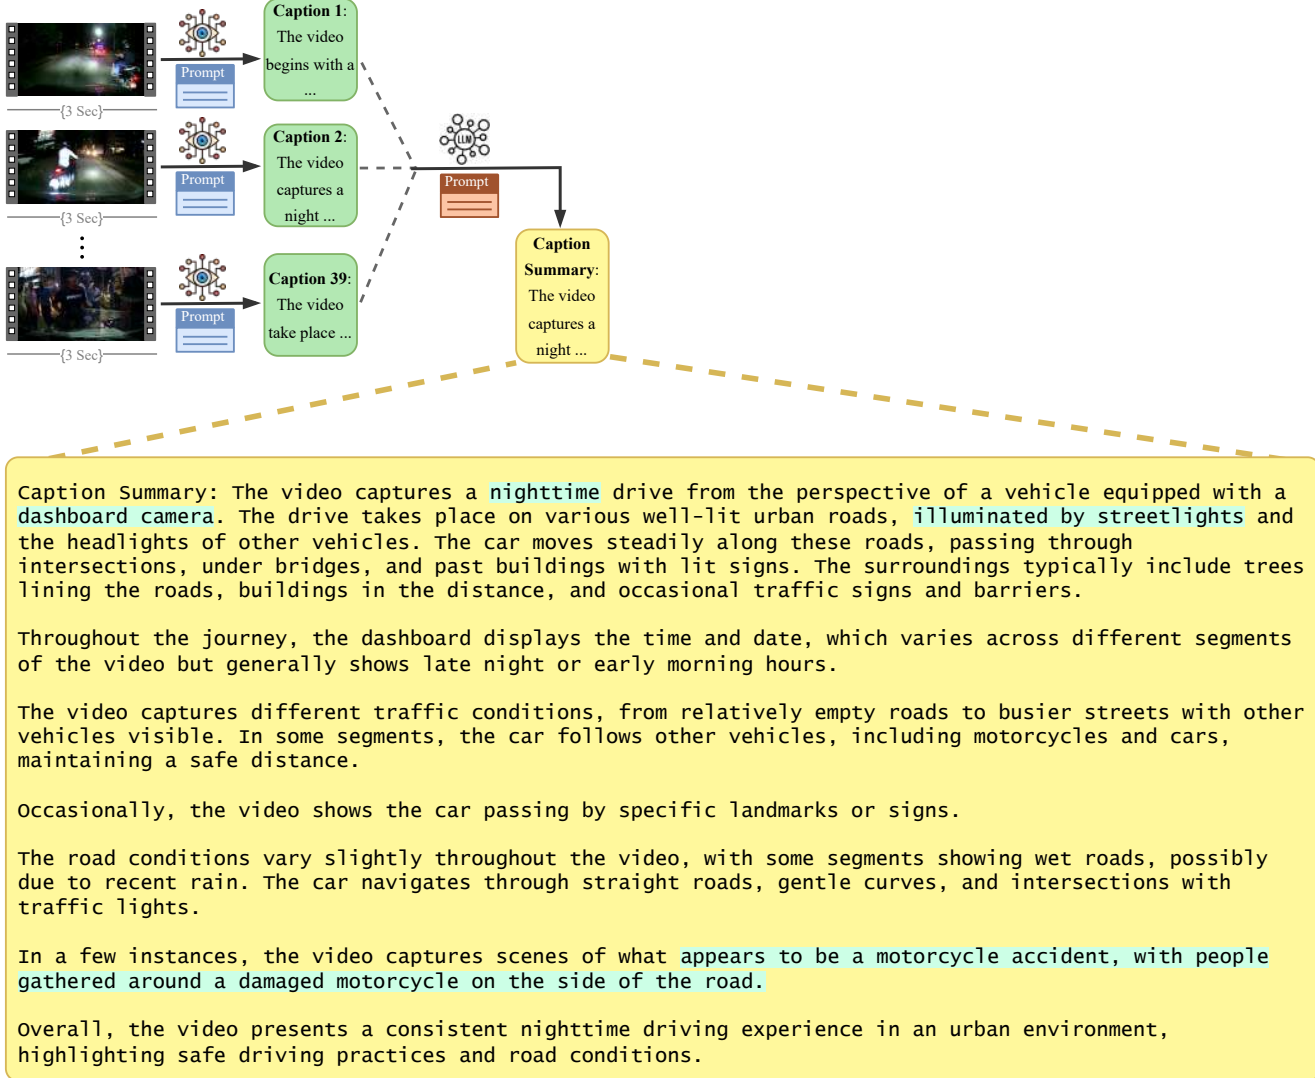 Caption 1:
The video
begins with a
...
Prompt
{3 Sec}
Caption 2:
The video
captures a
night ...
Prompt
{3 Sec}
LLM
Prompt
Caption 39:
The video
take place ...
Prompt
{3 Sec}
Caption
Summary:
The video
captures a
night ...
Caption Summary: The video captures a nighttime drive from the perspective of a vehicle equipped with a
dashboard camera. The drive takes place on various well-lit urban roads, illuminated by streetlights and
the headlights of other vehicles. The car moves steadily along these roads, passing through
intersections, under bridges, and past buildings with lit signs. The surroundings typically include trees
lining the roads, buildings in the distance, and occasional traffic signs and barriers.
Throughout the journey, the dashboard displays the time and date, which varies across different segments
of the video but generally shows late night or early morning hours.
The video captures different traffic conditions, from relatively empty roads to busier streets with other
vehicles visible. In some segments, the car follows other vehicles, including motorcycles and cars,
maintaining a safe distance.
Occasionally, the video shows the car passing by specific landmarks or signs.
The road conditions vary slightly throughout the video, with some segments showing wet roads, possibly
due to recent rain. The car navigates through straight roads, gentle curves, and intersections with
traffic lights.
In a few instances, the video captures scenes of what appears to be a motorcycle accident, with people
gathered around a damaged motorcycle on the side of the road.
Overall, the video presents a consistent nighttime driving experience in an urban environment,
highlighting safe driving practices and road conditions.